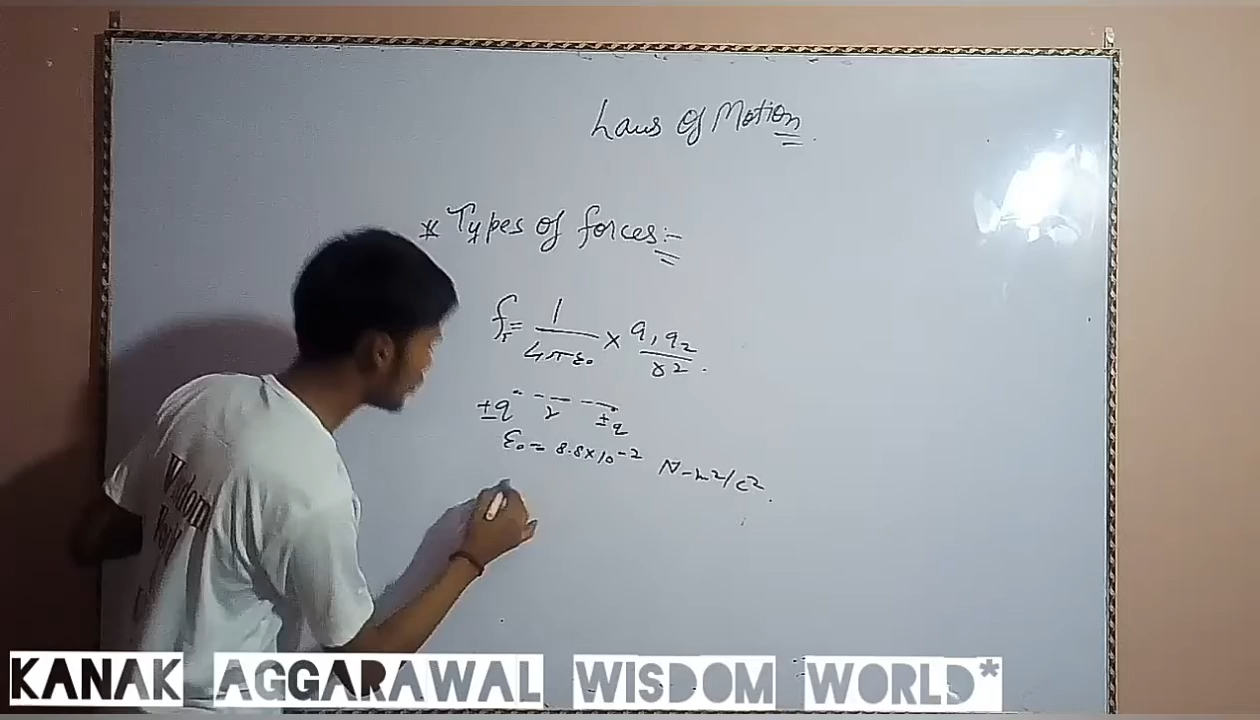 Laws of Motion
* Types of forces:-
f = 1/4πε₀ × q₁q₂/r2.
±q r ±q
ε₀ = 8.8×10⁻² N-m²/c².
Wisdom
KANAK AGGARAWAL WISDOM WORLD*